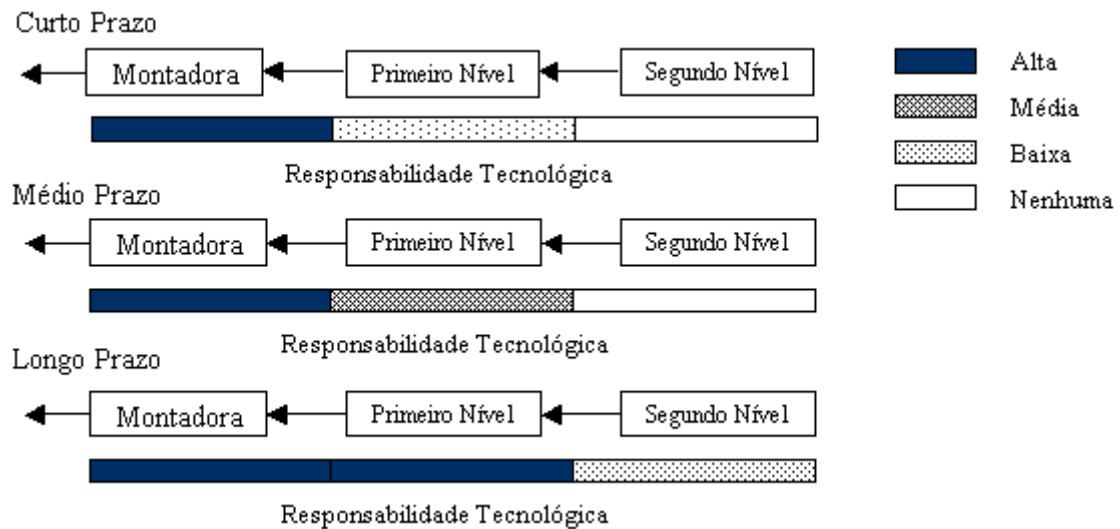 Curto Prazo
Montadora
Primeiro Nível
Segundo Nível
Responsabilidade Tecnológica
Médio Prazo
Montadora
Primeiro Nível
Segundo Nível
Responsabilidade Tecnológica
Longo Prazo
Montadora
Primeiro Nível
Segundo Nível
Responsabilidade Tecnológica
Alta
Média
Baixa
Nenhuma